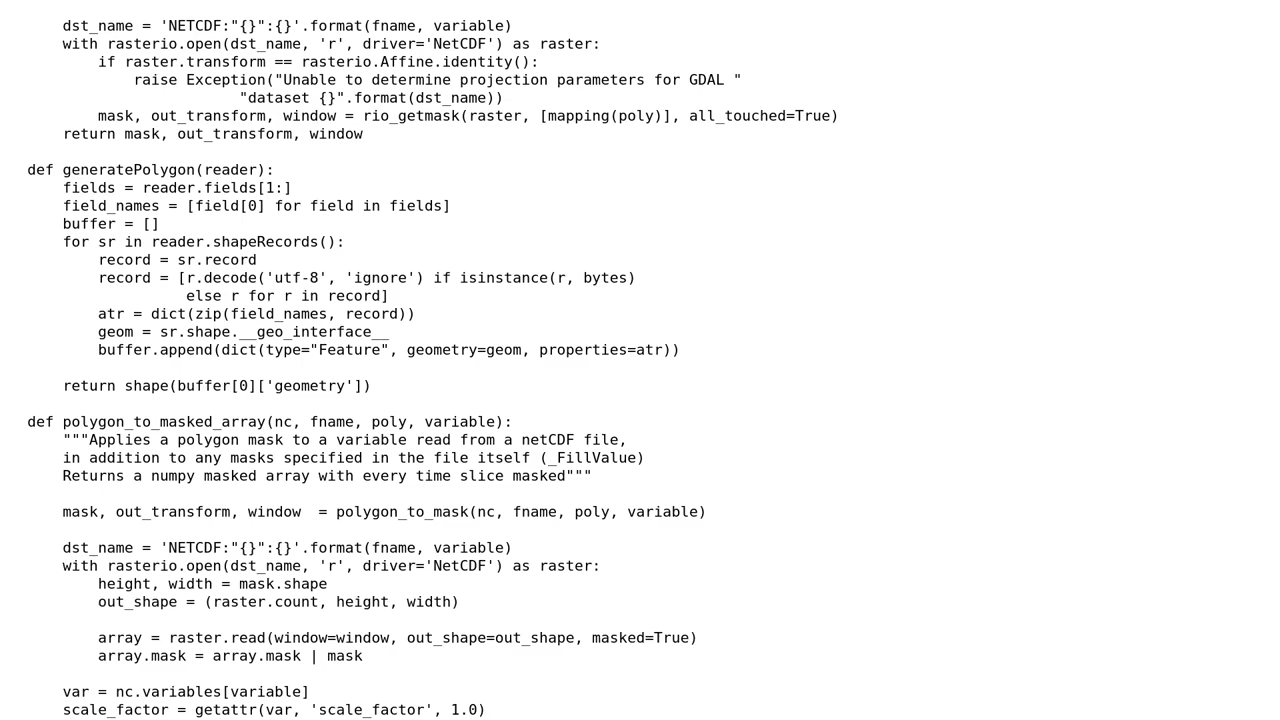 dst_name = 'NETCDF:"{}":{}'.format(fname, variable)
    with rasterio.open(dst_name, 'r', driver='NetCDF') as raster:
        if raster.transform == rasterio.Affine.identity():
            raise Exception("Unable to determine projection parameters for GDAL "
                        "dataset {}".format(dst_name))
        mask, out_transform, window = rio_getmask(raster, [mapping(poly)], all_touched=True)
    return mask, out_transform, window

def generatePolygon(reader):
    fields = reader.fields[1:]
    field_names = [field[0] for field in fields]
    buffer = []
    for sr in reader.shapeRecords():
        record = sr.record
        record = [r.decode('utf-8', 'ignore') if isinstance(r, bytes)
                  else r for r in record]
        atr = dict(zip(field_names, record))
        geom = sr.shape.__geo_interface__
        buffer.append(dict(type="Feature", geometry=geom, properties=atr))

    return shape(buffer[0]['geometry'])

def polygon_to_masked_array(nc, fname, poly, variable):
    """Applies a polygon mask to a variable read from a netCDF file,
    in addition to any masks specified in the file itself (_FillValue)
    Returns a numpy masked array with every time slice masked"""

    mask, out_transform, window  = polygon_to_mask(nc, fname, poly, variable)

    dst_name = 'NETCDF:"{}":{}'.format(fname, variable)
    with rasterio.open(dst_name, 'r', driver='NetCDF') as raster:
        height, width = mask.shape
        out_shape = (raster.count, height, width)

        array = raster.read(window=window, out_shape=out_shape, masked=True)
        array.mask = array.mask | mask

    var = nc.variables[variable]
    scale_factor = getattr(var, 'scale_factor', 1.0)